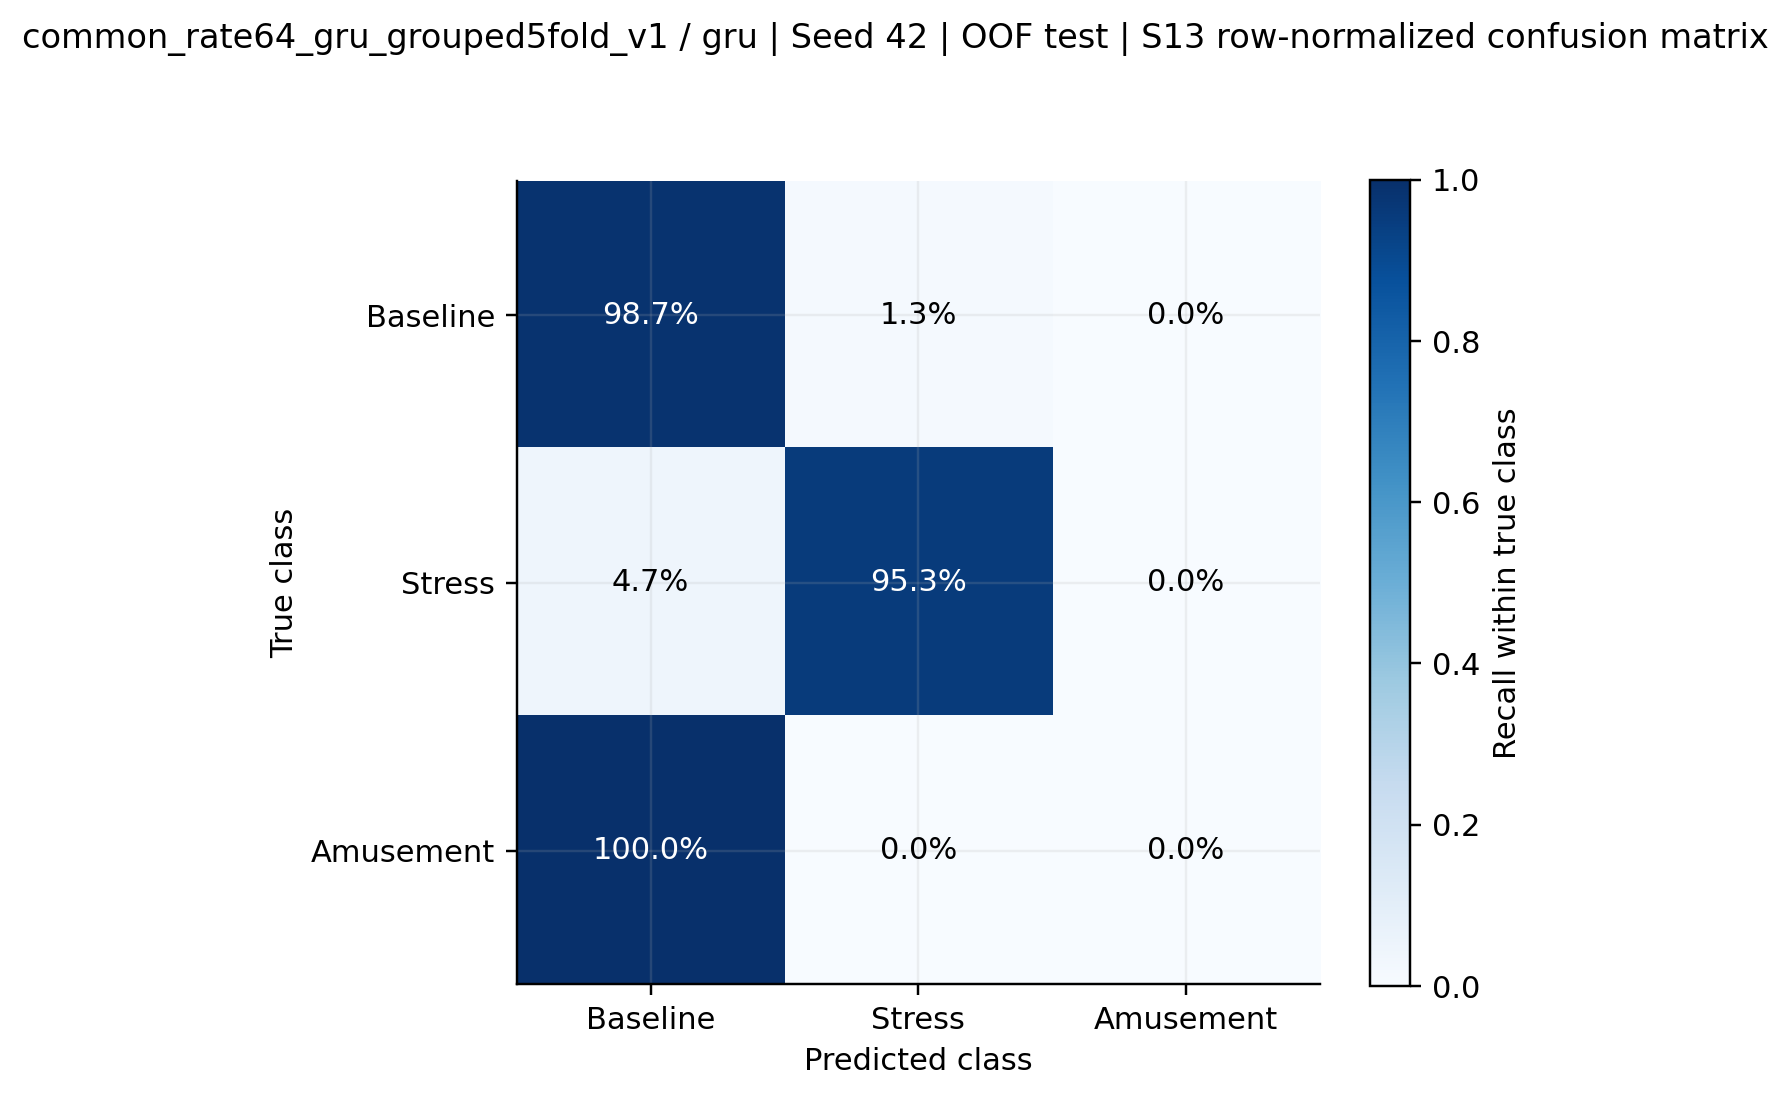 common_rate64_gru_grouped5fold_v1 / gru | Seed 42 | OOF test | S13 row-normalized confusion matrix
Baseline
98.7%
1.3%
0.0%
Stress
4.7%
95.3%
0.0%
Amusement
100.0%
0.0%
0.0%
True class
Baseline
Stress
Amusement
Predicted class
1.0
0.8
0.6
0.4
0.2
0.0
Recall within true class